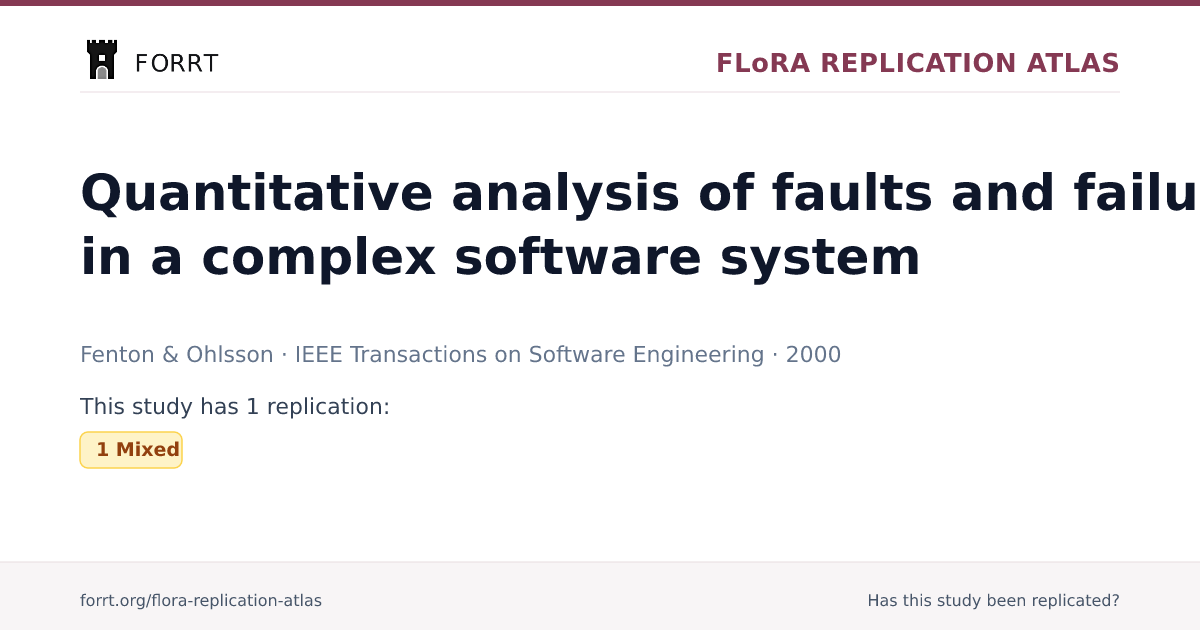 FORRT
FLoRA REPLICATION ATLAS
Quantitative analysis of faults and failu
in a complex software system
Fenton & Ohlsson · IEEE Transactions on Software Engineering · 2000
This study has 1 replication:
1 Mixed
forrt.org/flora-replication-atlas
Has this study been replicated?